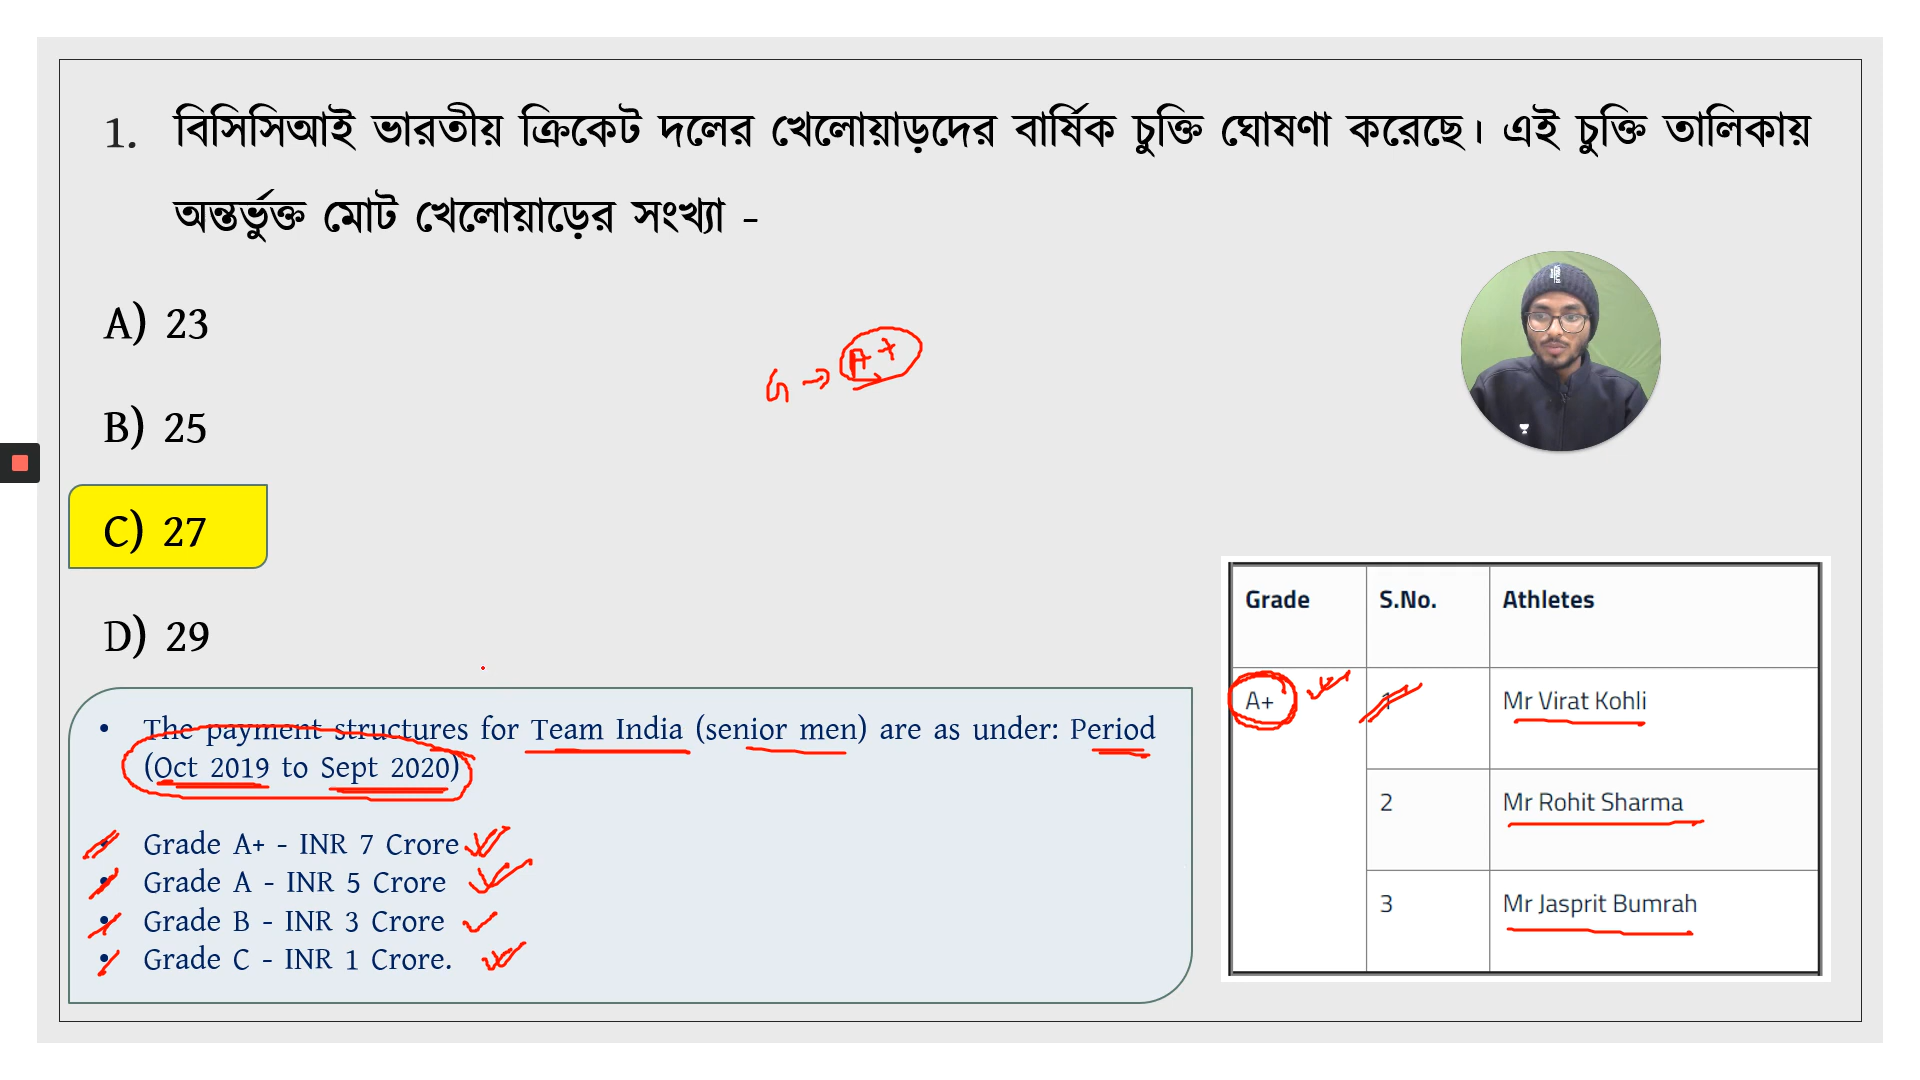 1. বিসিসিআই ভারতীয় ক্রিকেট দলের খেলোয়াড়দের বার্ষিক চুক্তি ঘোষণা করেছে। এই চুক্তি তালিকায়
অন্তর্ভুক্ত মোট খেলোয়াড়ের সংখ্যা -
A) 23
B) 25
C) 27
D) 29
G → A+
• The payment structures for Team India (senior men) are as under: Period
(Oct 2019 to Sept 2020)
• Grade A+ - INR 7 Crore
• Grade A - INR 5 Crore
• Grade B - INR 3 Crore
• Grade C - INR 1 Crore.
Grade S.No. Athletes
A+ 1 Mr Virat Kohli
2 Mr Rohit Sharma
3 Mr Jasprit Bumrah